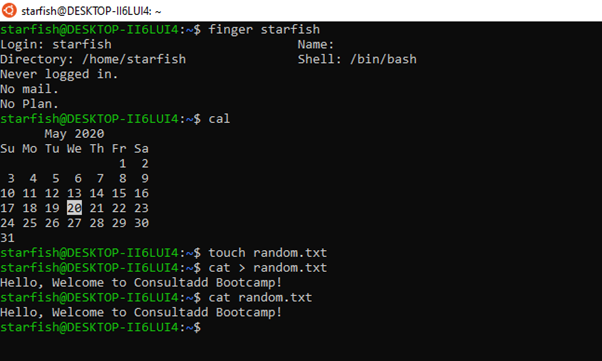 starfish@DESKTOP-II6LUI4: ~
starfish@DESKTOP-II6LUI4:~$ finger starfish
Login: starfish                         Name:
Directory: /home/starfish               Shell: /bin/bash
Never logged in.
No mail.
No Plan.
starfish@DESKTOP-II6LUI4:~$ cal
      May 2020
Su Mo Tu We Th Fr Sa
                1  2
 3  4  5  6  7  8  9
10 11 12 13 14 15 16
17 18 19 20 21 22 23
24 25 26 27 28 29 30
31
starfish@DESKTOP-II6LUI4:~$ touch random.txt
starfish@DESKTOP-II6LUI4:~$ cat > random.txt
Hello, Welcome to Consultadd Bootcamp!
starfish@DESKTOP-II6LUI4:~$ cat random.txt
Hello, Welcome to Consultadd Bootcamp!
starfish@DESKTOP-II6LUI4:~$